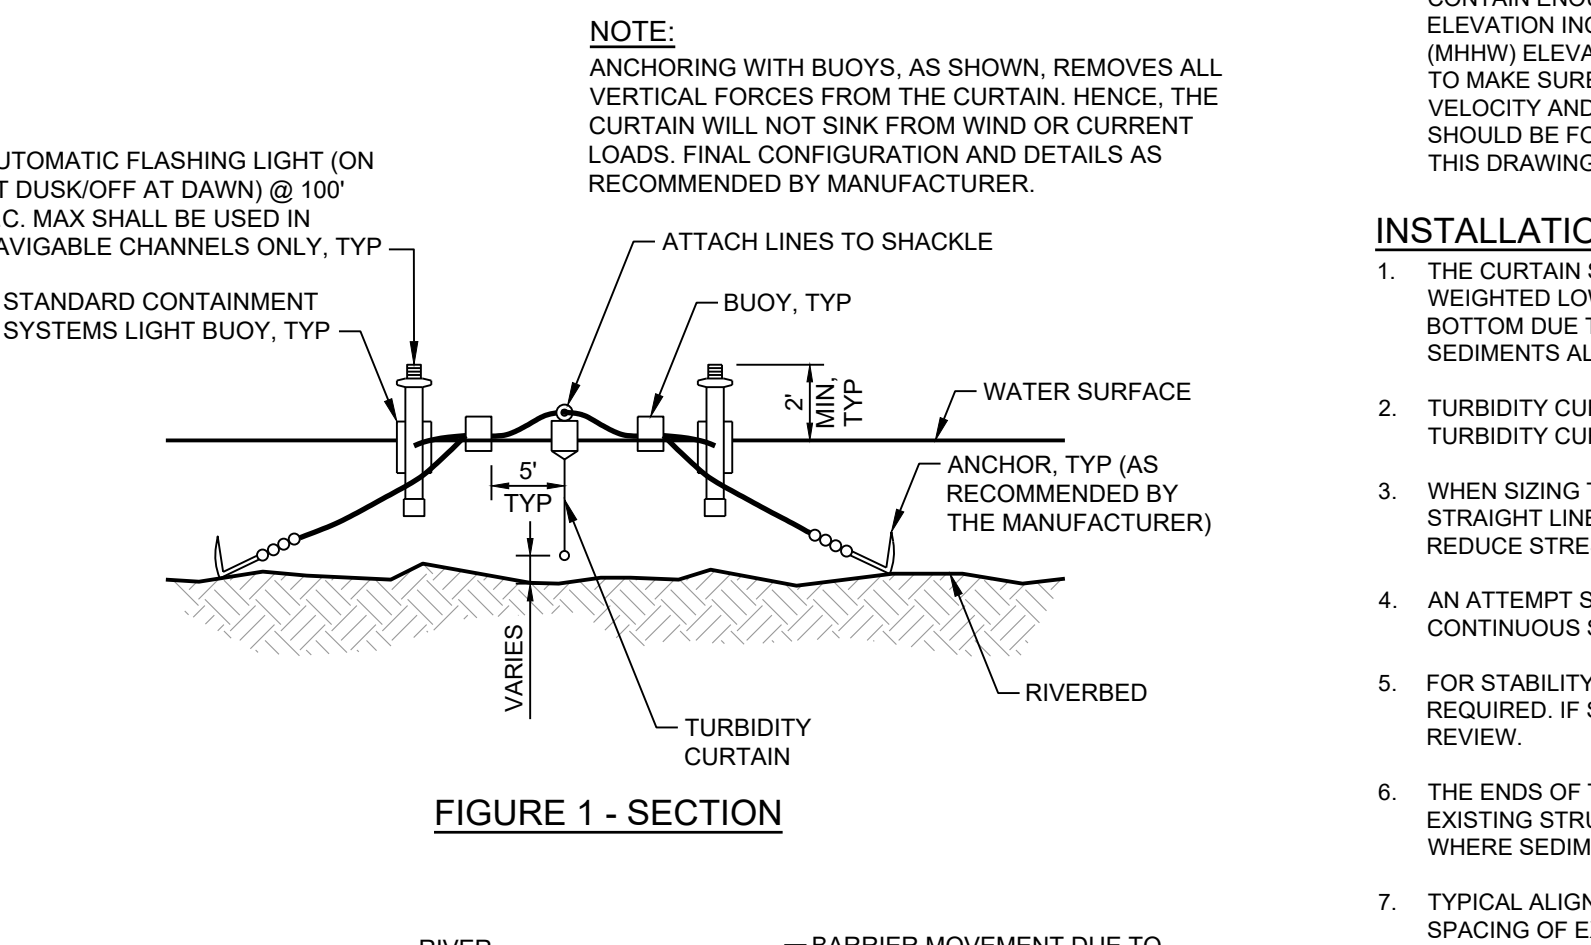 NOTE:
ANCHORING WITH BUOYS, AS SHOWN, REMOVES ALL
VERTICAL FORCES FROM THE CURTAIN. HENCE, THE
CURTAIN WILL NOT SINK FROM WIND OR CURRENT
LOADS. FINAL CONFIGURATION AND DETAILS AS
RECOMMENDED BY MANUFACTURER.
UTOMATIC FLASHING LIGHT (ON
T DUSK/OFF AT DAWN) @ 100'
.C. MAX SHALL BE USED IN
AVIGABLE CHANNELS ONLY, TYP
STANDARD CONTAINMENT
SYSTEMS LIGHT BUOY, TYP
ATTACH LINES TO SHACKLE
BUOY, TYP
2'
MIN,
TYP
WATER SURFACE
5'
TYP
ANCHOR, TYP (AS
RECOMMENDED BY
THE MANUFACTURER)
VARIES
RIVERBED
TURBIDITY
CURTAIN
FIGURE 1 - SECTION
RIVER
BARRIER MOVEMENT DUE TO
ELEVATION INC
(MHHW) ELEVA
TO MAKE SURE
VELOCITY AND
SHOULD BE FO
THIS DRAWING
INSTALLATIO
1. THE CURTAIN S
WEIGHTED LOW
BOTTOM DUE T
SEDIMENTS AL
2. TURBIDITY CUR
TURBIDITY CUR
3. WHEN SIZING T
STRAIGHT LINE
REDUCE STRE
4. AN ATTEMPT S
CONTINUOUS S
5. FOR STABILITY
REQUIRED. IF S
REVIEW.
6. THE ENDS OF T
EXISTING STRU
WHERE SEDIM
7. TYPICAL ALIGN
SPACING OF E